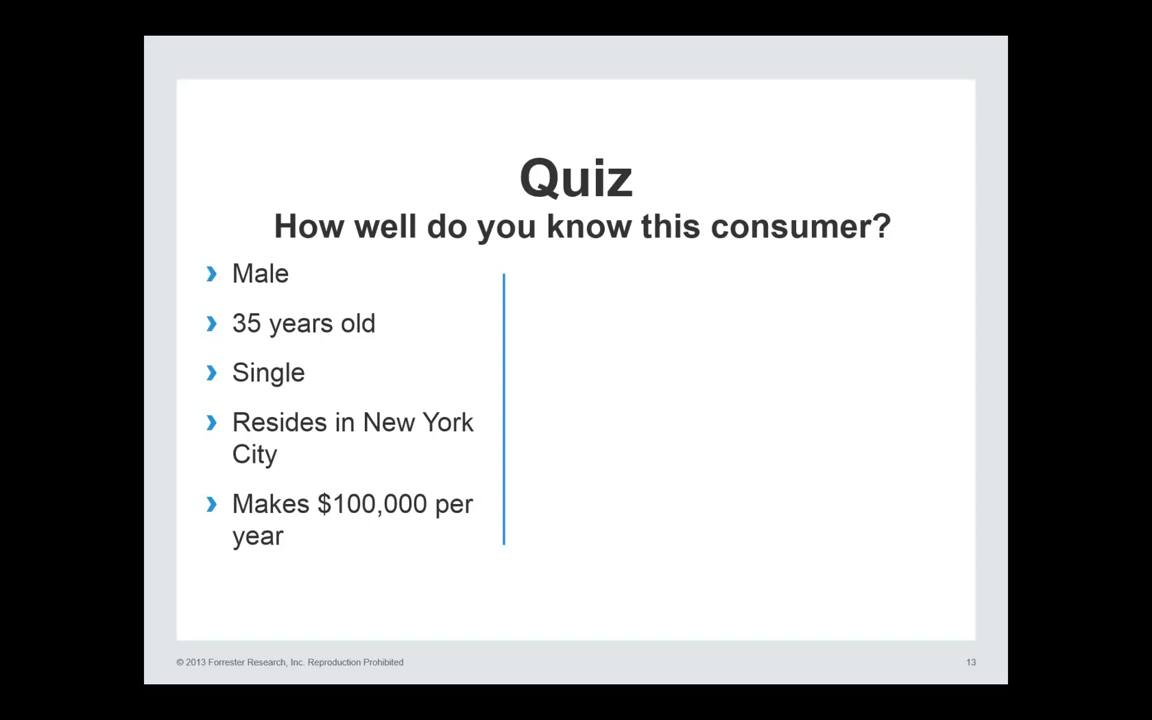 Quiz
How well do you know this consumer?
› Male
› 35 years old
› Single
› Resides in New York
City
› Makes $100,000 per
year
© 2013 Forrester Research, Inc. Reproduction Prohibited
13